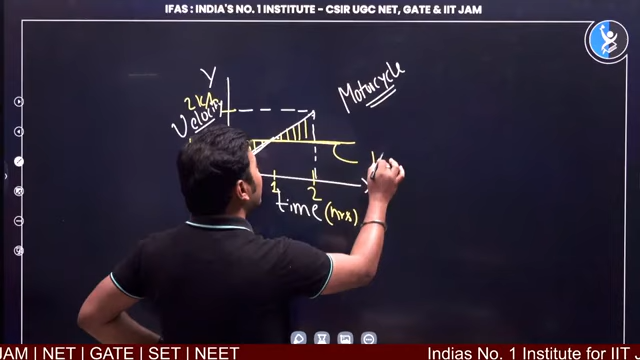 IFAS : INDIA'S NO. 1 INSTITUTE - CSIR UGC NET, GATE & IIT JAM
Y
Motorcycle
Velocity
1
2
time (hrs)
JAM | NET | GATE | SET | NEET
Indias No. 1 Institute for IIT J